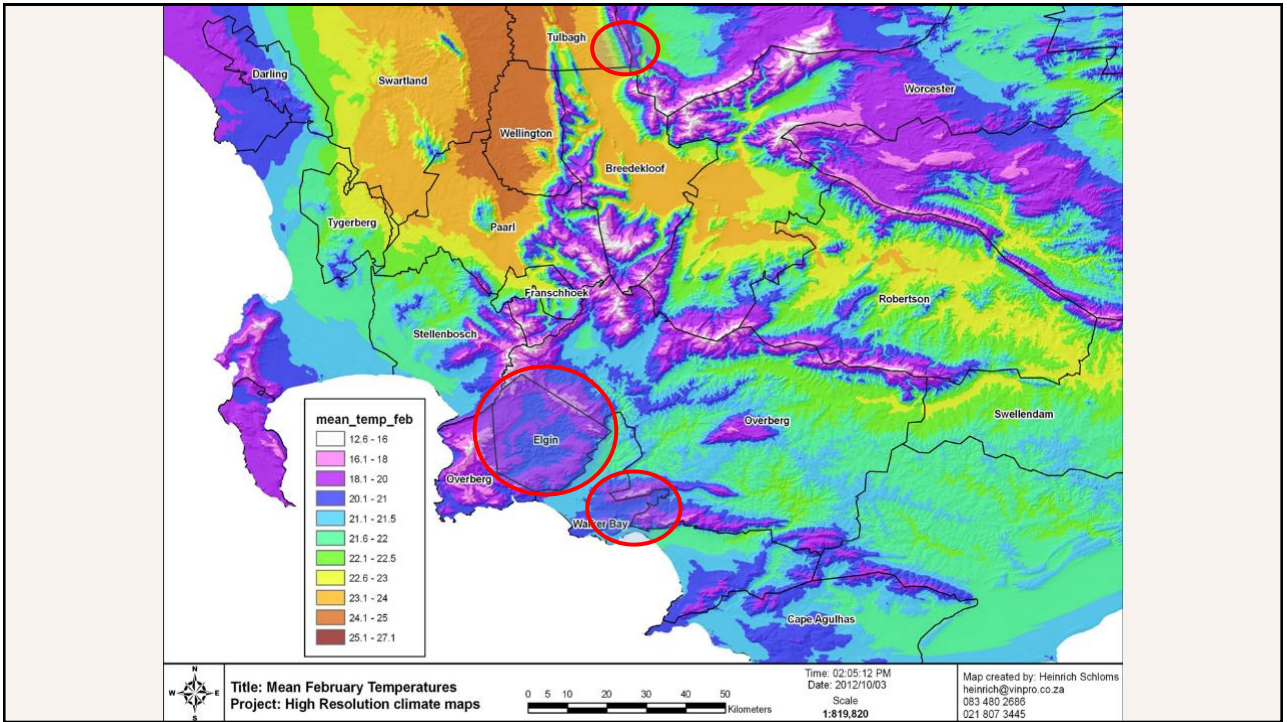 Tulbagh
Darling
Swartland
Worcester
Wellington
Breedekloof
Tygerberg
Paarl
Franschhoek
Robertson
Stellenbosch
Swellendam
Overberg
Elgin
Overberg
Walker Bay
Cape Agulhas
mean_temp_feb
12.6 - 16
16.1 - 18
18.1 - 20
20.1 - 21
21.1 - 21.5
21.6 - 22
22.1 - 22.5
22.6 - 23
23.1 - 24
24.1 - 25
25.1 - 27.1
N
W E
S
Title: Mean February Temperatures
Project: High Resolution climate maps
0 5 10 20 30 40 50
Kilometers
Time: 02:05:12 PM
Date: 2012/10/03
Scale
1:819,820
Map created by: Heinrich Schloms
heinrich@vinpro.co.za
083 480 2686
021 807 3445